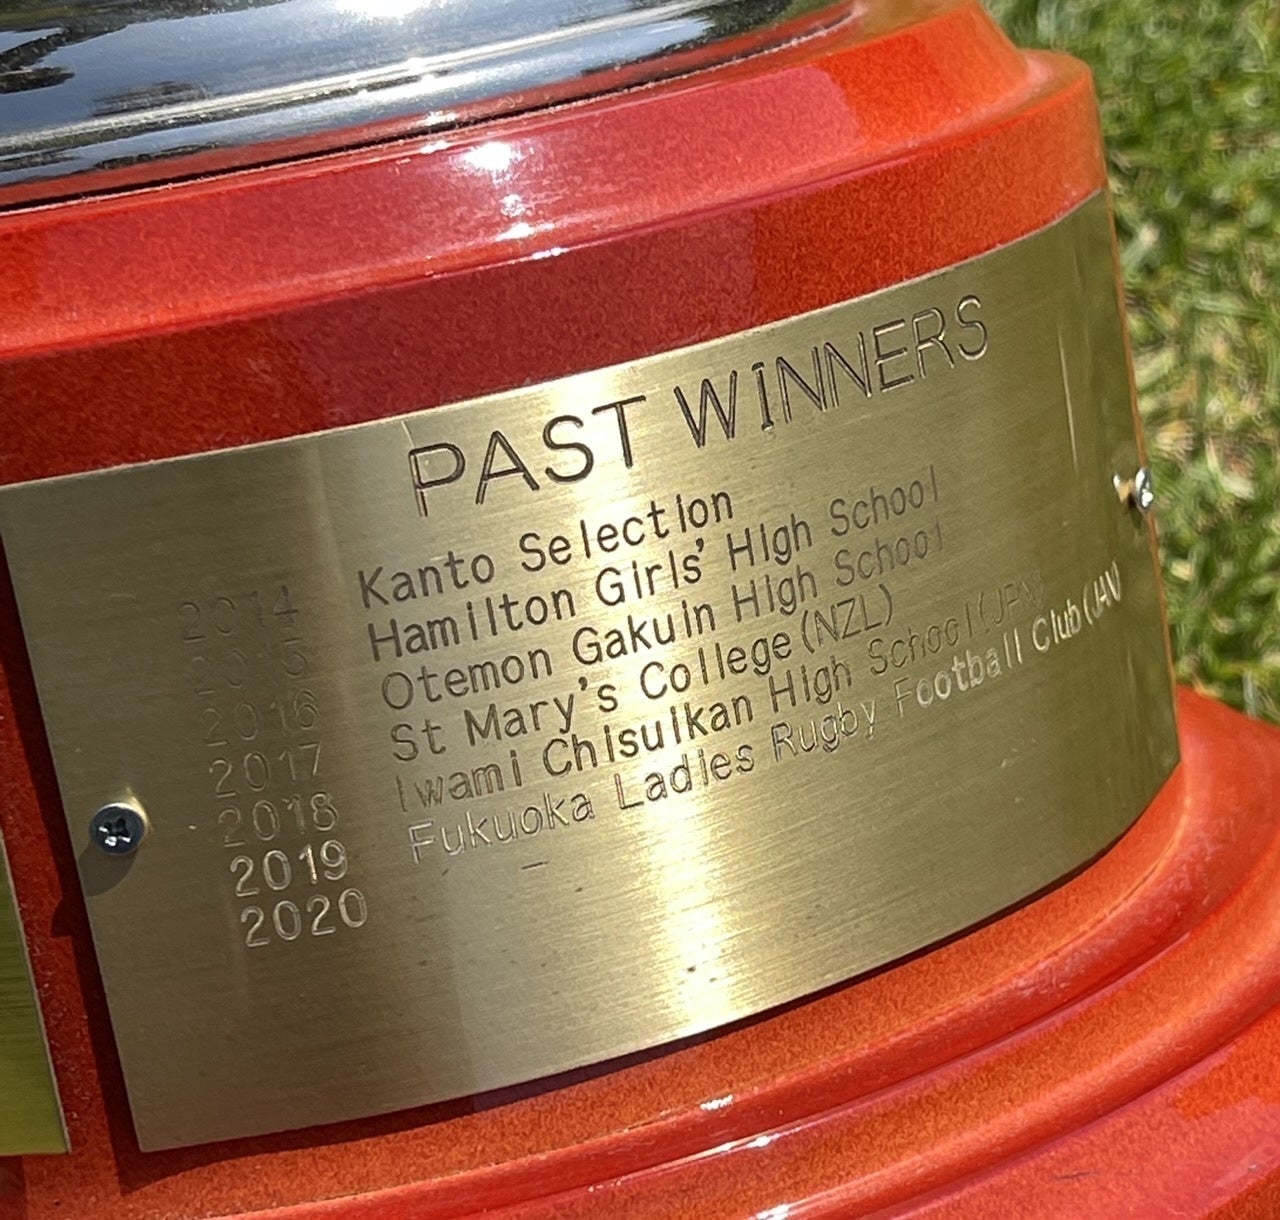 PAST WINNERS
2014 Kanto Selection
2015 Hamilton Girls' High School
2016 Otemon Gakuin High School
2017 St Mary's College (NZL)
2018 Iwami Chisuikan High School (JPN)
2019 Fukuoka Ladies Rugby Football Club
2020 –